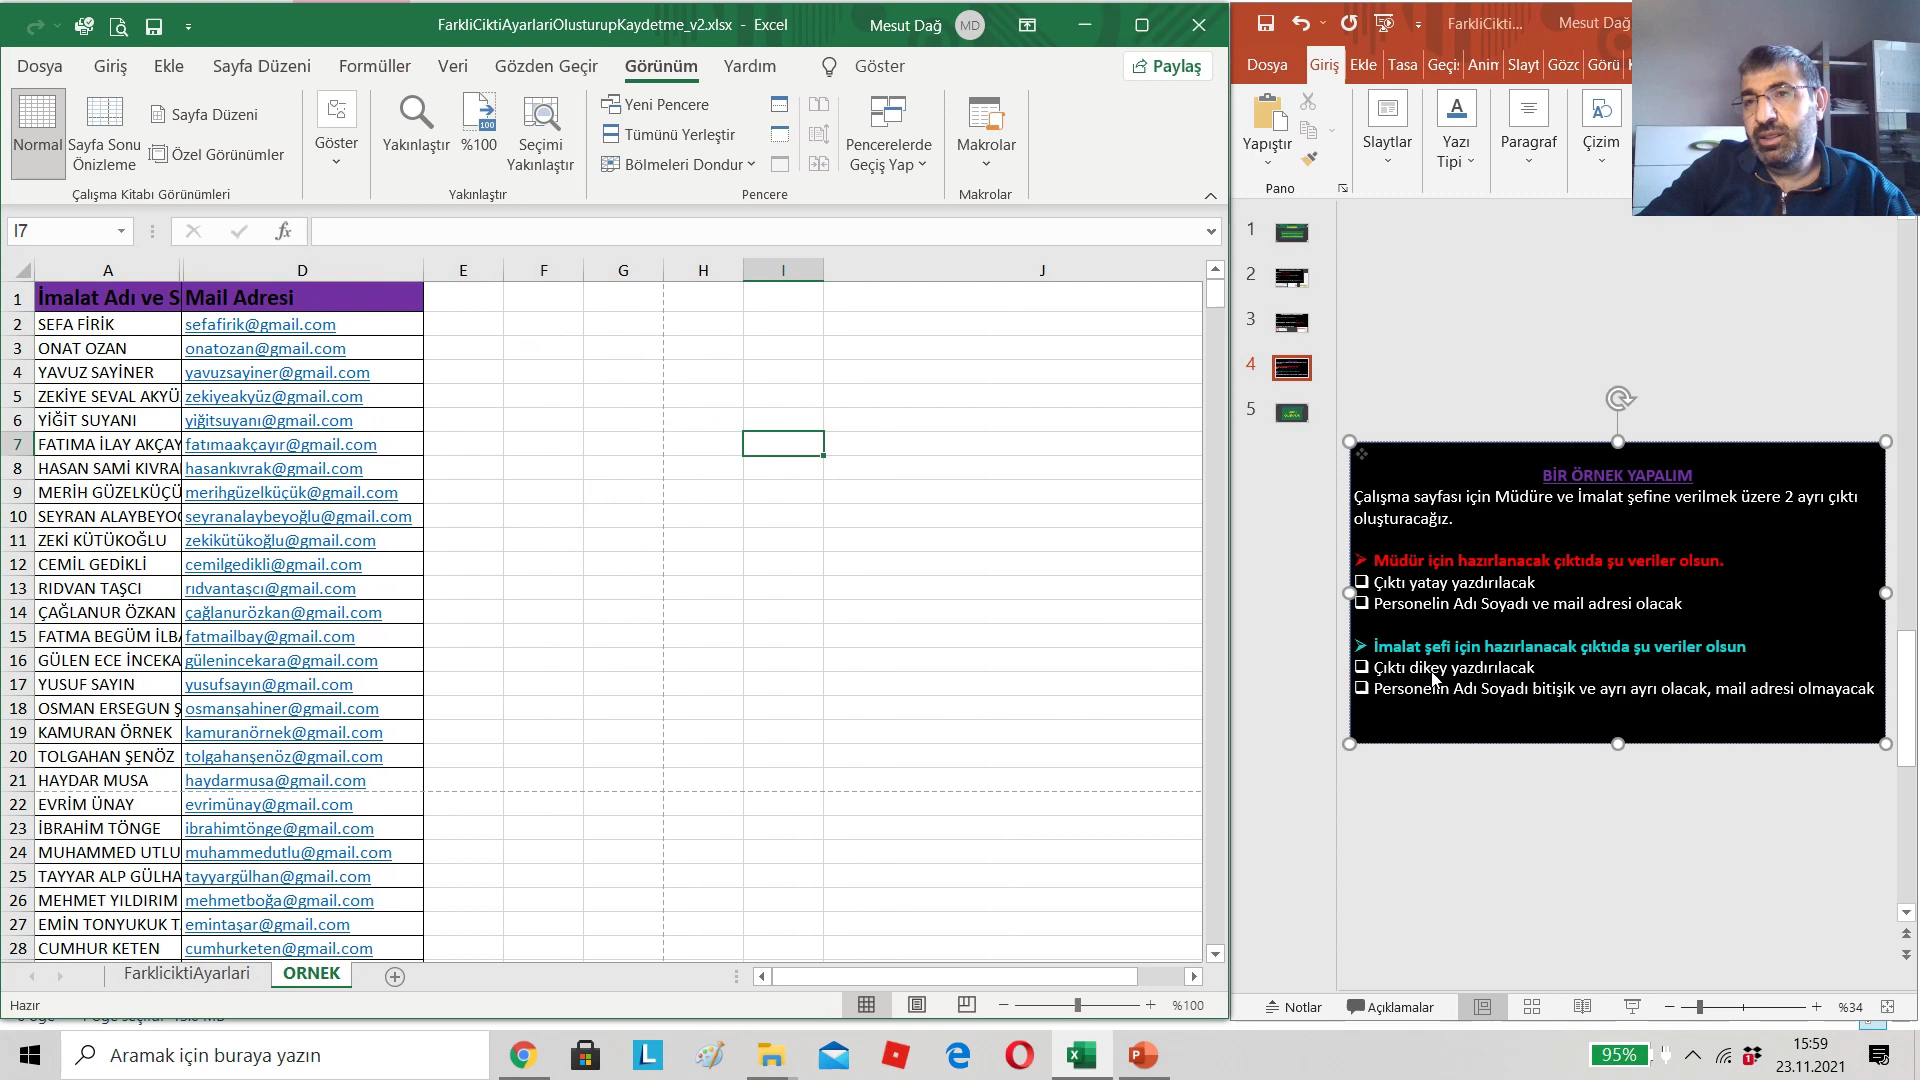 FarkliCiktiAyarlariOlusturupKaydetme_v2.xlsx - Excel
Mesut Dağ
MD
Dosya Giriş Ekle Sayfa Düzeni Formüller Veri Gözden Geçir Görünüm Yardım Göster Paylaş
Normal
Sayfa Sonu
Önizleme
Sayfa Düzeni
Özel Görünümler
Çalışma Kitabı Görünümleri
Göster
Yakınlaştır
100
%100
Seçimi
Yakınlaştır
Yakınlaştır
Yeni Pencere
Tümünü Yerleştir
Bölmeleri Dondur
Pencerelerde
Geçiş Yap
Pencere
Makrolar
Makrolar
I7
fx
A D E F G H I J
1 İmalat Adı ve S Mail Adresi
2 SEFA FİRİK sefafirik@gmail.com
3 ONAT OZAN onatozan@gmail.com
4 YAVUZ SAYİNER yavuzsayiner@gmail.com
5 ZEKİYE SEVAL AKYÜ zekiyeakyüz@gmail.com
6 YİĞİT SUYANI yiğitsuyanı@gmail.com
7 FATIMA İLAY AKÇAY fatımaakçayır@gmail.com
8 HASAN SAMİ KIVRA hasankıvrak@gmail.com
9 MERİH GÜZELKÜÇÜ merihgüzelküçük@gmail.com
10 SEYRAN ALAYBEYO seyranalaybeyoğlu@gmail.com
11 ZEKİ KÜTÜKOĞLU zekikütükoğlu@gmail.com
12 CEMİL GEDİKLİ cemilgedikli@gmail.com
13 RIDVAN TAŞCI rıdvantaşcı@gmail.com
14 ÇAĞLANUR ÖZKAN çağlanurözkan@gmail.com
15 FATMA BEGÜM İLB fatmailbay@gmail.com
16 GÜLEN ECE İNCEKA gülenincekara@gmail.com
17 YUSUF SAYIN yusufsayın@gmail.com
18 OSMAN ERSEGUN Ş osmanşahiner@gmail.com
19 KAMURAN ÖRNEK kamuranörnek@gmail.com
20 TOLGAHAN ŞENÖZ tolgahanşenöz@gmail.com
21 HAYDAR MUSA haydarmusa@gmail.com
22 EVRİM ÜNAY evrimünay@gmail.com
23 İBRAHİM TÖNGE ibrahimtönge@gmail.com
24 MUHAMMED UTLU muhammedutlu@gmail.com
25 TAYYAR ALP GÜLHA tayyargülhan@gmail.com
26 MEHMET YILDIRIM mehmetboğa@gmail.com
27 EMİN TONYUKUK T emintaşar@gmail.com
28 CUMHUR KETEN cumhurketen@gmail.com
FarkliciktiAyarlari ORNEK
Hazır
%100
FarkliCikti...
Mesut Dağ
Dosya Giriş Ekle Tasa Geçiş Anim Slayt Gözd Görü
Yapıştır
Pano
Slaytlar
Yazı
Tipi
Paragraf
Çizim
1
2
3
4
5
BİR ÖRNEK YAPALIM
Çalışma sayfası için Müdüre ve İmalat şefine verilmek üzere 2 ayrı çıktı
oluşturacağız.
➢ Müdür için hazırlanacak çıktıda şu veriler olsun.
❑ Çıktı yatay yazdırılacak
❑ Personelin Adı Soyadı ve mail adresi olacak
➢ İmalat şefi için hazırlanacak çıktıda şu veriler olsun
❑ Çıktı dikey yazdırılacak
❑ Personelin Adı Soyadı bitişik ve ayrı ayrı olacak, mail adresi olmayacak
Notlar
Açıklamalar
%34
Aramak için buraya yazın
95%
15:59
23.11.2021